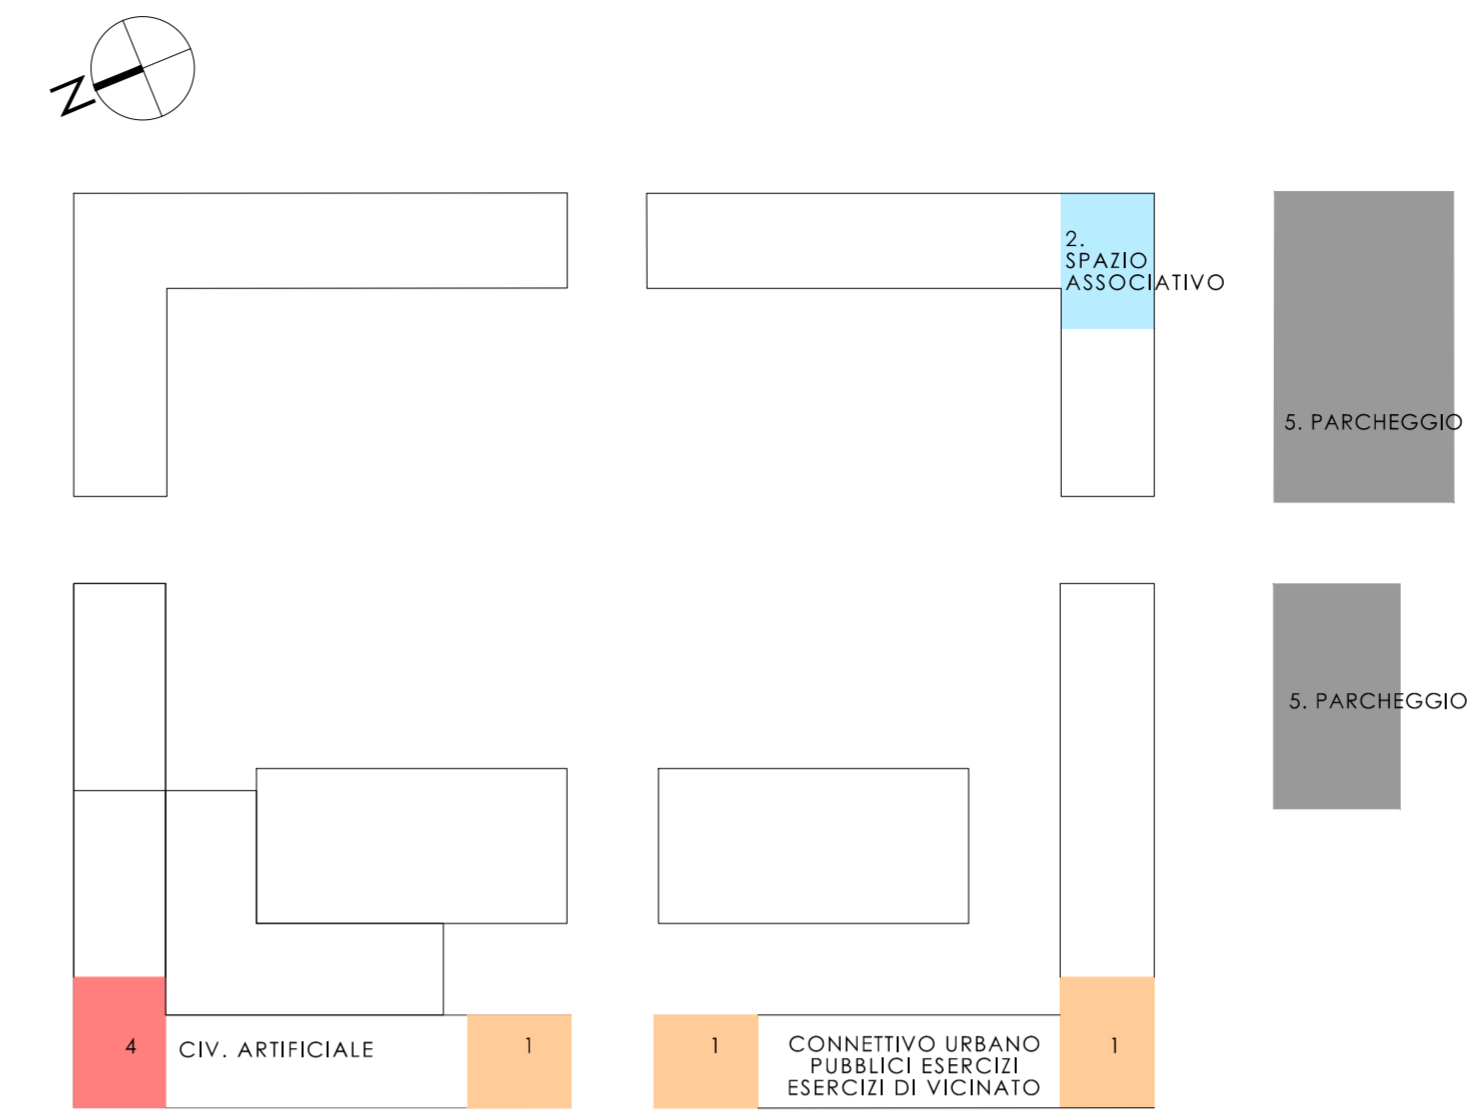 N
2.
SPAZIO
ASSOCIATIVO
5. PARCHEGGIO
5. PARCHEGGIO
4
CIV. ARTIFICIALE
1
1
CONNETTIVO URBANO
PUBBLICI ESERCIZI
ESERCIZI DI VICINATO
1